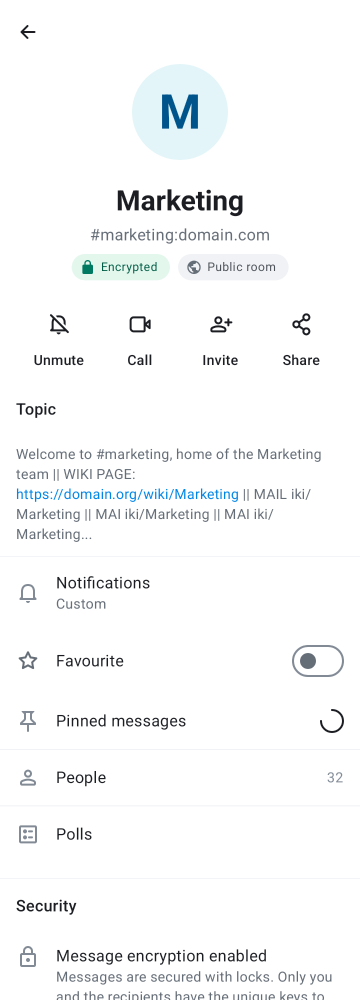 M
Marketing
#marketing:domain.com
Encrypted
Public room
Unmute
Call
Invite
Share
Topic
Welcome to #marketing, home of the Marketing
team || WIKI PAGE:
https://domain.org/wiki/Marketing || MAIL iki/
Marketing || MAI iki/Marketing || MAI iki/
Marketing...
Notifications
Custom
Favourite
Pinned messages
People 32
Polls
Security
Message encryption enabled
Messages are secured with locks. Only you
and the recipients have the unique keys to